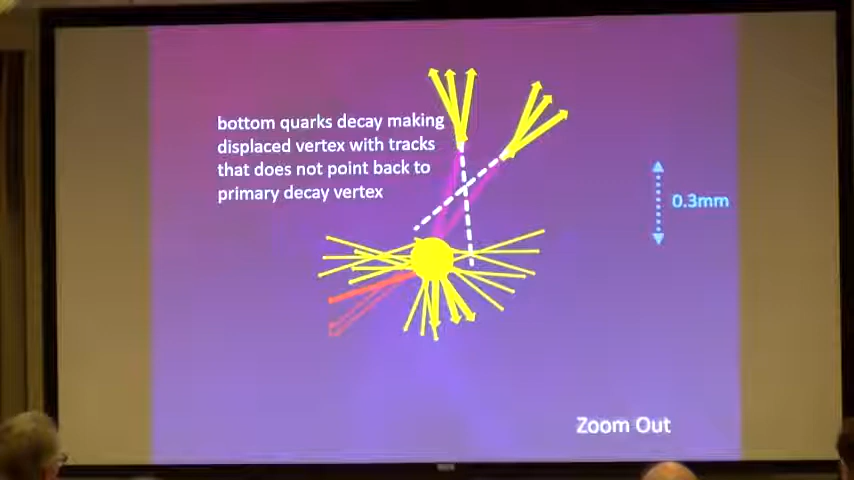 bottom quarks decay making
displaced vertex with tracks
that does not point back to
primary decay vertex
0.3mm
Zoom Out